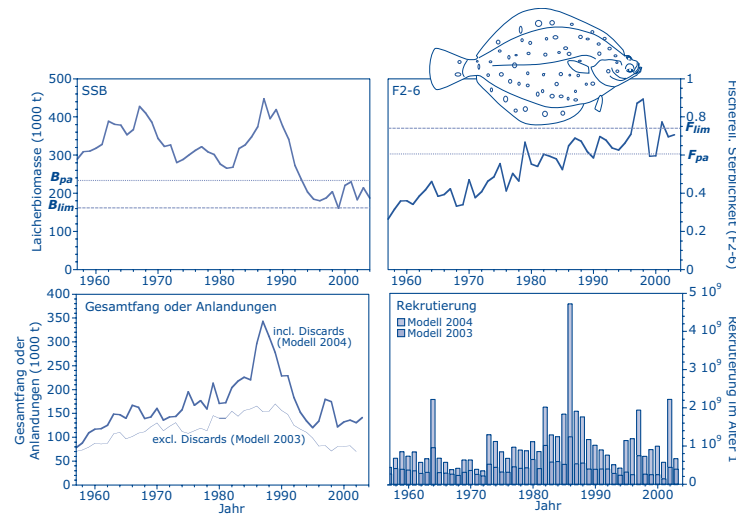 SSB
500
400
300
200
100
0
Laicherbiomasse (1000 t)
Bpa
Blim
1960
1970
1980
1990
2000
F2-6
1
0.8
0.6
0.4
0.2
0
Flim
Fpa
Fischereil. Sterblichkeit (F2-6)
1960
1970
1980
1990
2000
Gesamtfang oder Anlandungen
400
350
300
250
200
150
100
50
0
Gesamtfang oder
Anlandungen (1000 t)
incl. Discards
(Modell 2004)
excl. Discards (Modell 2003)
1960
1970
1980
1990
2000
Jahr
Rekrutierung
Modell 2004
Modell 2003
5 10⁹
4 10⁹
3 10⁹
2 10⁹
1 10⁹
0
Rekrutierung im Alter 1
1960
1970
1980
1990
2000
Jahr